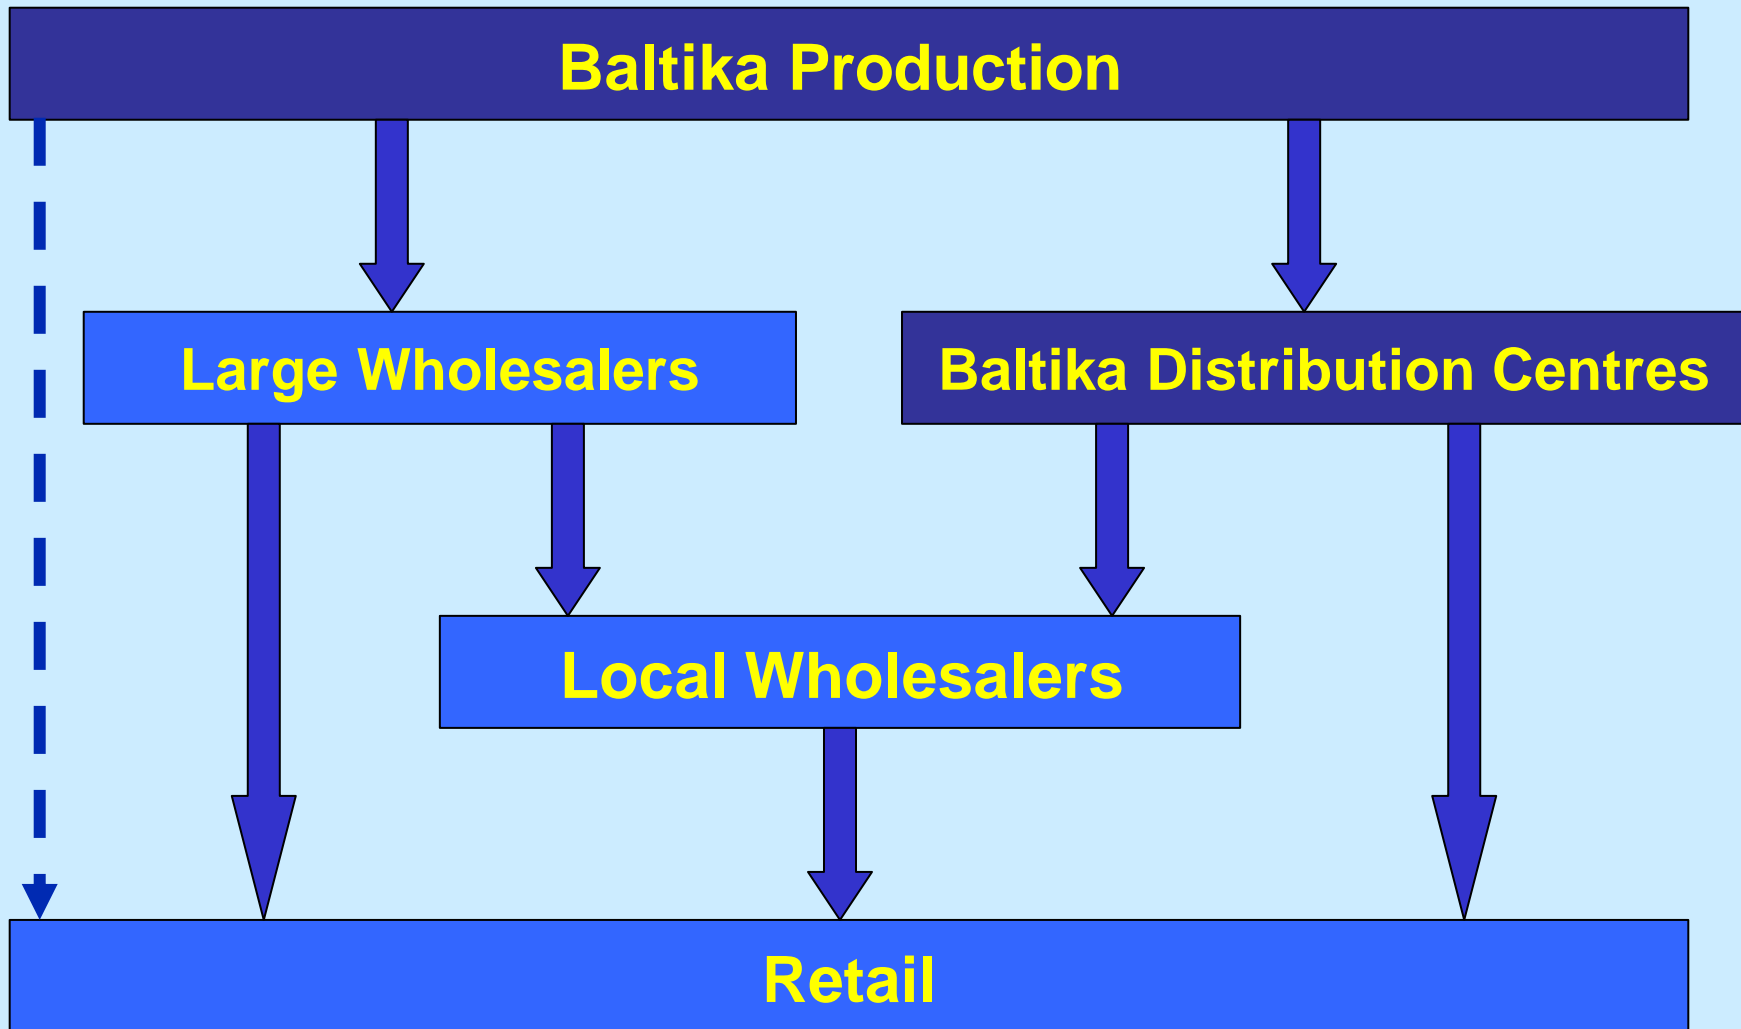 Baltika Production
Large Wholesalers
Baltika Distribution Centres
Local Wholesalers
Retail